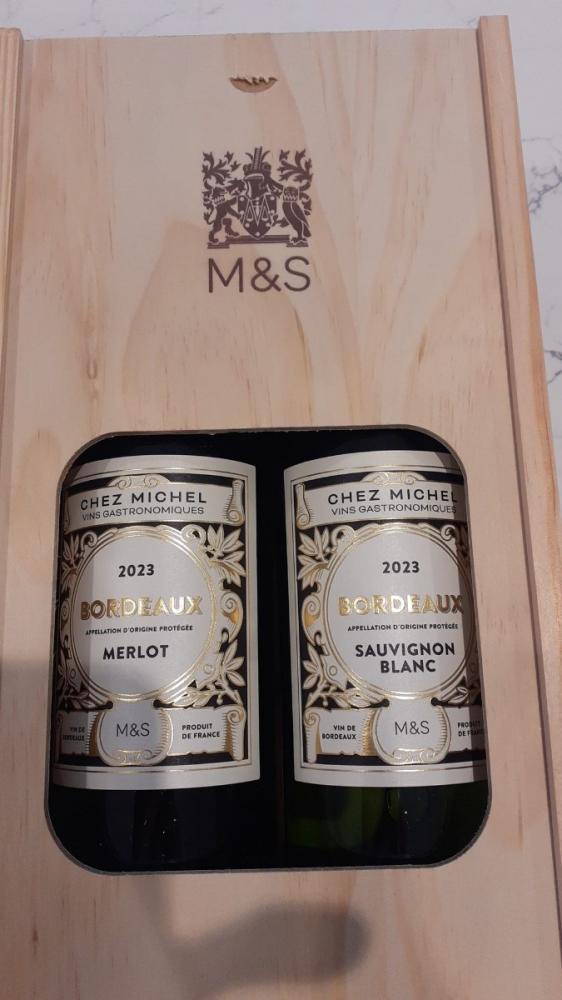 M&S
CHEZ MICHEL
VINS GASTRONOMIQUES
2023
BORDEAUX
APPELLATION D'ORIGINE PROTÉGÉE
MERLOT
VIN DE
BORDEAUX
M&S
PRODUIT
DE FRANCE
CHEZ MICHEL
VINS GASTRONOMIQUES
2023
BORDEAUX
APPELLATION D'ORIGINE PROTÉGÉE
SAUVIGNON
BLANC
VIN DE
BORDEAUX
M&S
PRODUIT
DE FRANCE